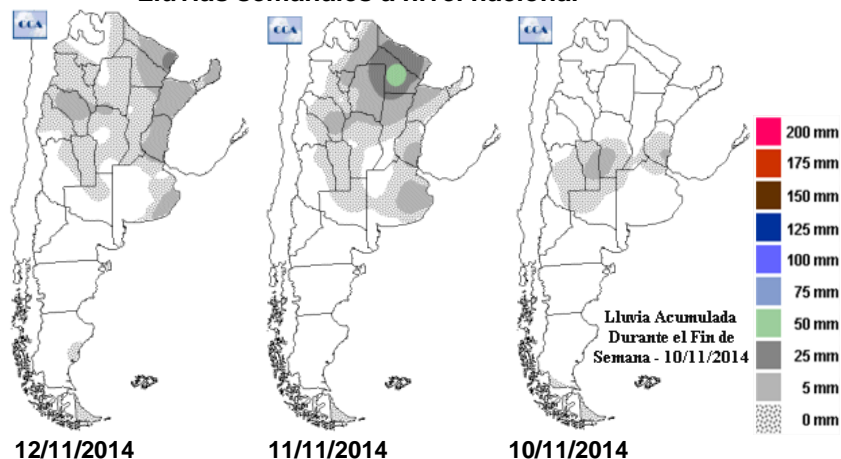 Lluvias semanales a nivel nacional
CCA
CCA
CCA
200 mm
175 mm
150 mm
125 mm
100 mm
75 mm
50 mm
25 mm
5 mm
0 mm
Lluvia Acumulada
Durante el Fin de
Semana - 10/11/2014
12/11/2014
11/11/2014
10/11/2014